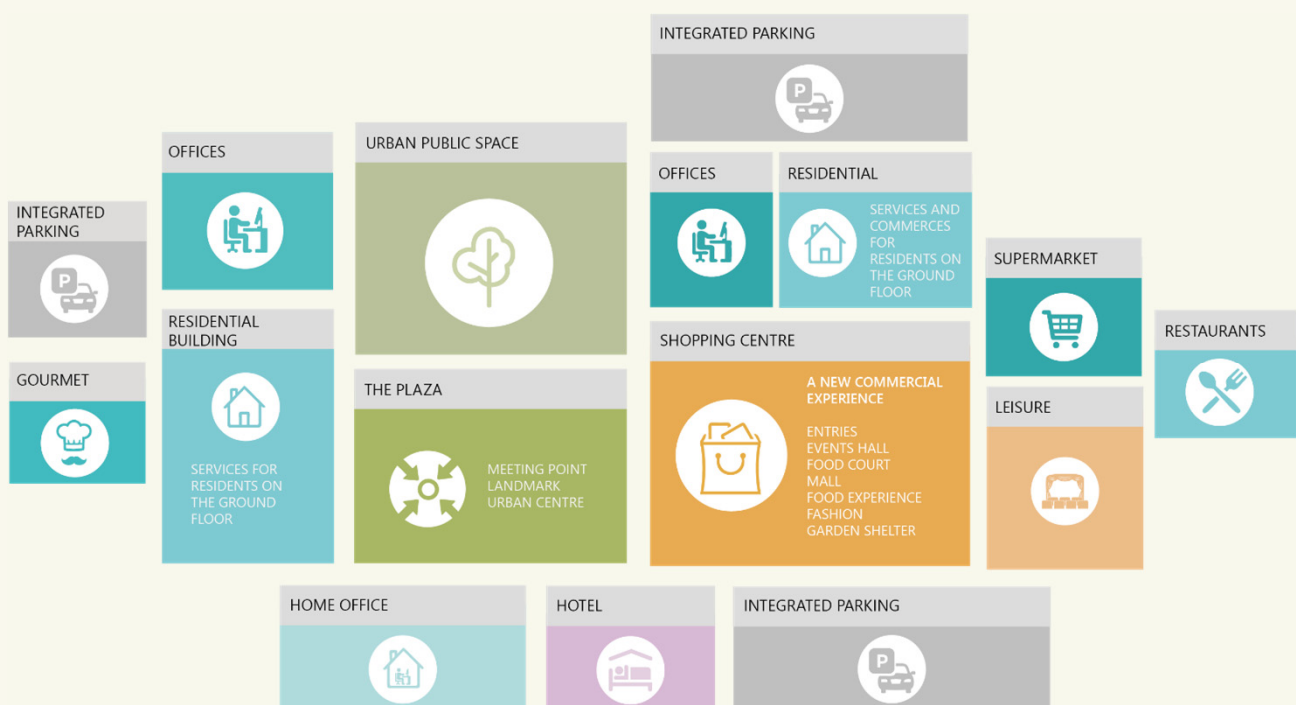 INTEGRATED PARKING
P
OFFICES
URBAN PUBLIC SPACE
OFFICES
RESIDENTIAL
SERVICES AND
COMMERCES
FOR
RESIDENTS ON
THE GROUND
FLOOR
INTEGRATED
PARKING
P
SUPERMARKET
RESIDENTIAL
BUILDING
SERVICES FOR
RESIDENTS ON
THE GROUND
FLOOR
SHOPPING CENTRE
A NEW COMMERCIAL
EXPERIENCE
ENTRIES
EVENTS HALL
FOOD COURT
MALL
FOOD EXPERIENCE
FASHION
GARDEN SHELTER
RESTAURANTS
GOURMET
THE PLAZA
MEETING POINT
LANDMARK
URBAN CENTRE
LEISURE
HOME OFFICE
HOTEL
INTEGRATED PARKING
P